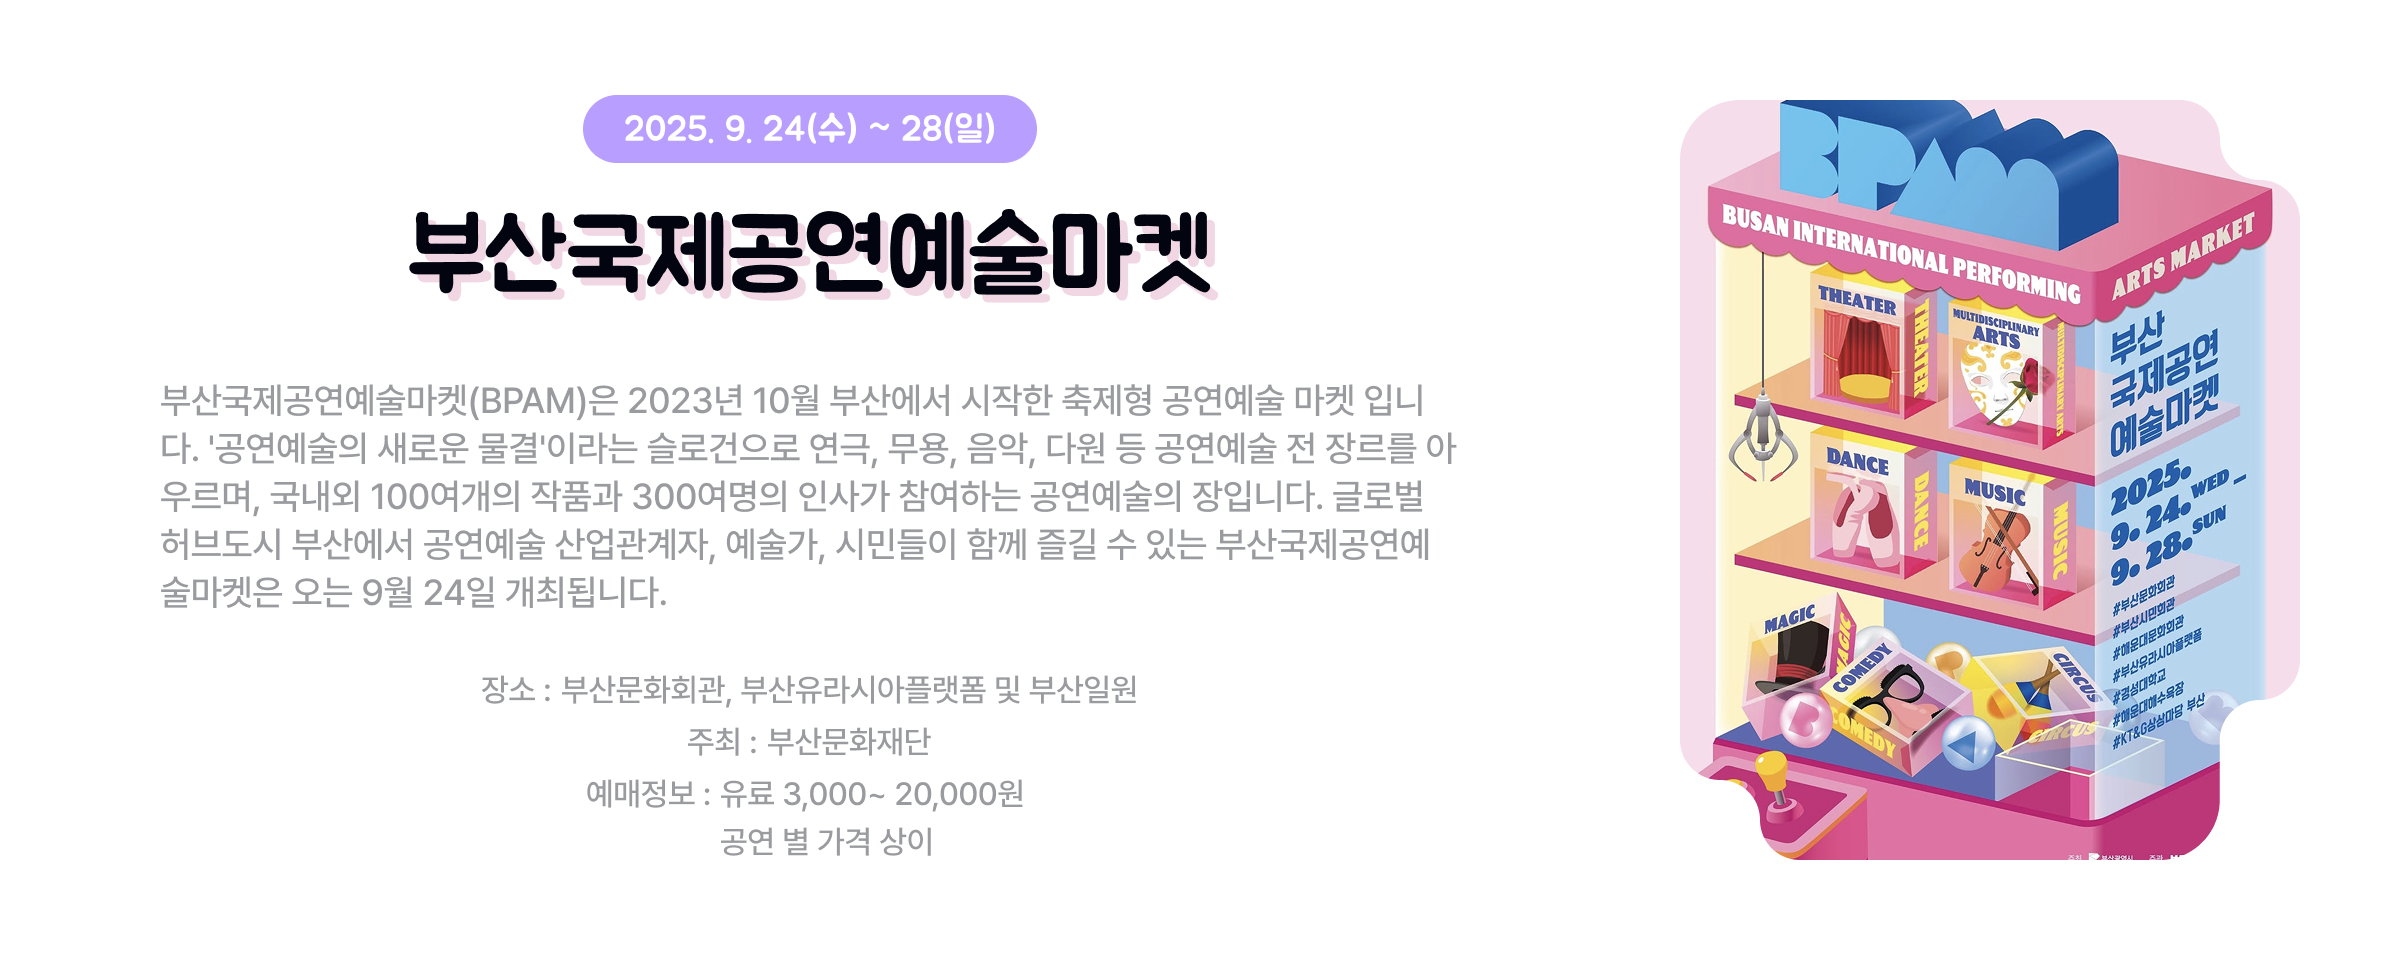 2025. 9. 24(수) ~ 28(일)
부산국제공연예술마켓
부산국제공연예술마켓(BPAM)은 2023년 10월 부산에서 시작한 축제형 공연예술 마켓 입니
다. '공연예술의 새로운 물결'이라는 슬로건으로 연극, 무용, 음악, 다원 등 공연예술 전 장르를 아
우르며, 국내외 100여개의 작품과 300여명의 인사가 참여하는 공연예술의 장입니다. 글로벌
허브도시 부산에서 공연예술 산업관계자, 예술가, 시민들이 함께 즐길 수 있는 부산국제공연예
술마켓은 오는 9월 24일 개최됩니다.
장소 : 부산문화회관, 부산유라시아플랫폼 및 부산일원
주최 : 부산문화재단
예매정보 : 유료 3,000~ 20,000원
공연 별 가격 상이
BPAM
BUSAN INTERNATIONAL PERFORMING
ARTS MARKET
THEATER
THEATER
MULTIDISCIPLINARY
ARTS
MULTIDISCIPLINARY ARTS
DANCE
DANCE
MUSIC
MUSIC
MAGIC
MAGIC
COMEDY
COMEDY
CIRCUS
CIRCUS
B
부산
국제공연
예술마켓
2025.
9. 24. WED _
9. 28. SUN
#부산문화회관
#부산시민회관
#해운대문화회관
#부산유라시아플랫폼
#경성대학교
#해운대해수욕장
#KT&G상상마당 부산
주최 부산광역시 주관